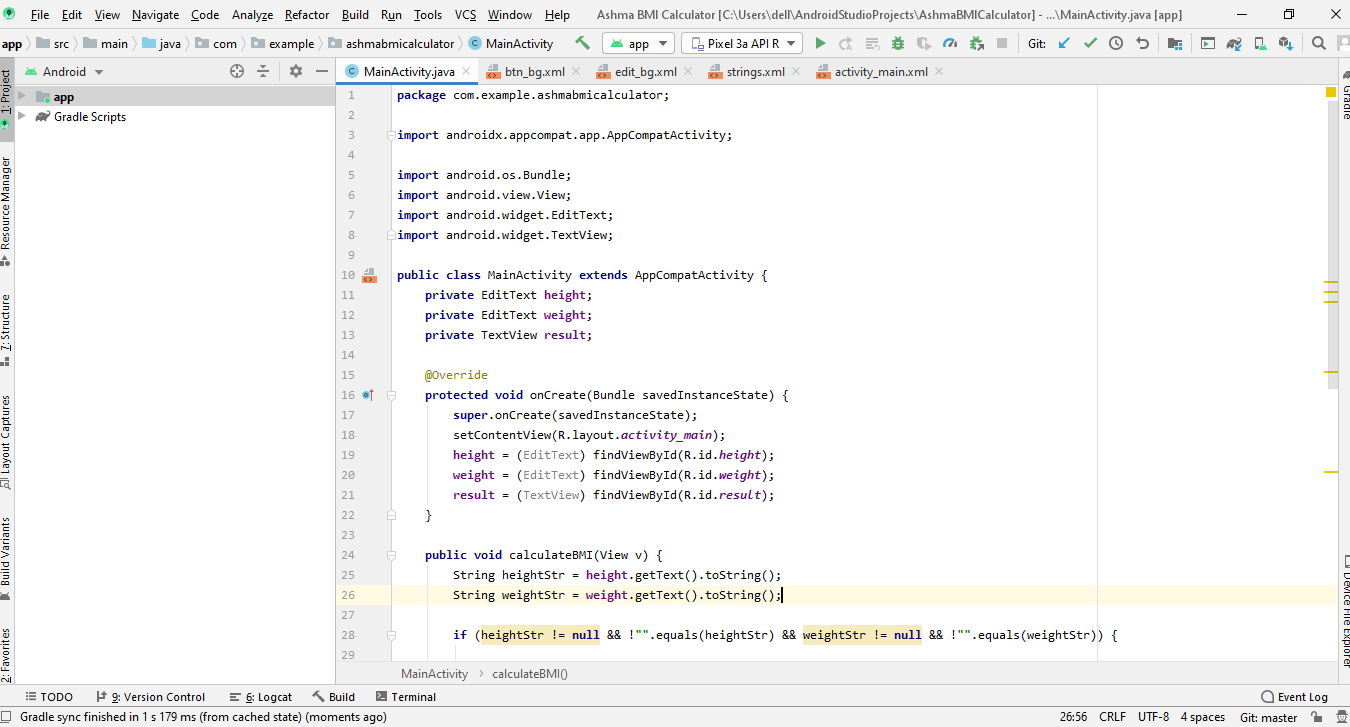 File Edit View Navigate Code Analyze Refactor Build Run Tools VCS Window Help Ashma BMI Calculator [C:\Users\dell\AndroidStudioProjects\AshmaBMICalculator] - ...\MainActivity.java [app]
app src main java com example ashmabmicalculator MainActivity app Pixel 3a API R Git:
Android MainActivity.java btn_bg.xml edit_bg.xml strings.xml activity_main.xml
app
Gradle Scripts
1: Project
Resource Manager
7: Structure
Layout Captures
Build Variants
2: Favorites
1 package com.example.ashmabmicalculator;
2
3 import androidx.appcompat.app.AppCompatActivity;
4
5 import android.os.Bundle;
6 import android.view.View;
7 import android.widget.EditText;
8 import android.widget.TextView;
9
10 public class MainActivity extends AppCompatActivity {
11 private EditText height;
12 private EditText weight;
13 private TextView result;
14
15 @Override
16 protected void onCreate(Bundle savedInstanceState) {
17 super.onCreate(savedInstanceState);
18 setContentView(R.layout.activity_main);
19 height = (EditText) findViewById(R.id.height);
20 weight = (EditText) findViewById(R.id.weight);
21 result = (TextView) findViewById(R.id.result);
22 }
23
24 public void calculateBMI(View v) {
25 String heightStr = height.getText().toString();
26 String weightStr = weight.getText().toString();
27
28 if (heightStr != null && !"".equals(heightStr) && weightStr != null && !"".equals(weightStr)) {
29
Gradle
Device File Explorer
MainActivity calculateBMI()
TODO 9: Version Control 6: Logcat Build Terminal Event Log
Gradle sync finished in 1 s 179 ms (from cached state) (moments ago) 26:56 CRLF UTF-8 4 spaces Git: master